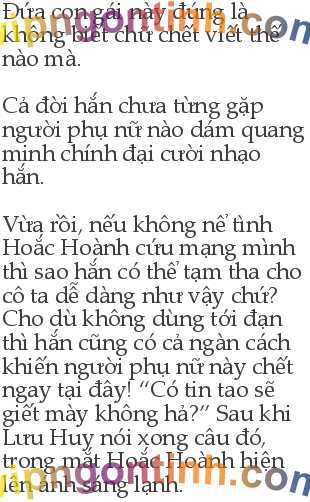 Đứa con gái này đúng là
không biết chữ chết viết thế
nào mà.
Cả đời hắn chưa từng gặp
người phụ nữ nào dám quang
minh chính đại cười nhạo
hắn.
Vừa rồi, nếu không nể tình
Hoắc Hoành cứu mạng mình
thì sao hắn có thể tạm tha cho
cô ta dễ dàng như vậy chứ?
Cho dù không dùng tới đạn
thì hắn cũng có cả ngàn cách
khiến người phụ nữ này chết
ngay tại đây! “Có tin tao sẽ
giết mày không hả?” Sau khi
Lưu Huy nói xong câu đó,
trong mắt Hoắc Hoành hiện
lên ánh sáng lạnh.
vipngontinh.com
vipngontinh.com